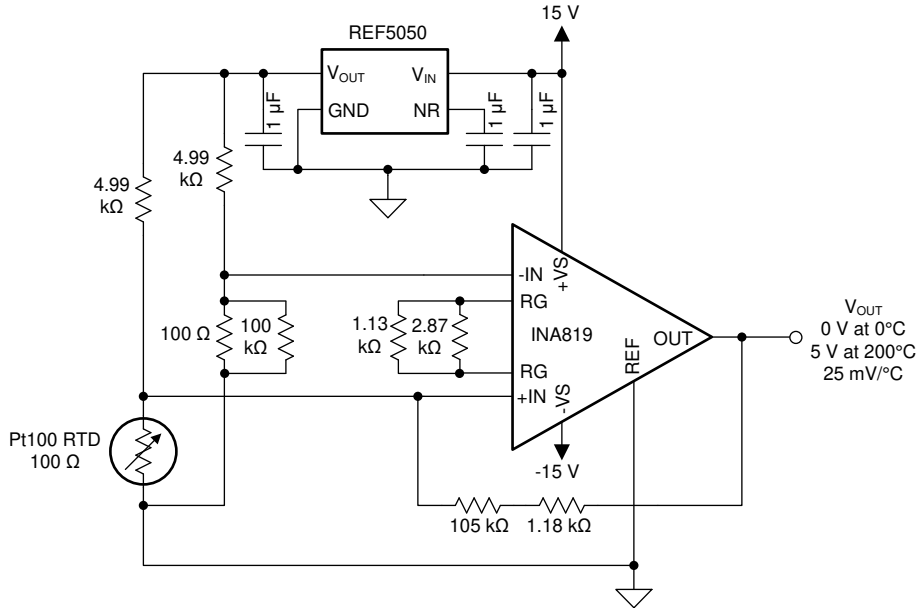 15 V
REF5050
VOUT
VIN
GND
NR
1 µF
1 µF
1 µF
4.99
kΩ
4.99
kΩ
-IN
+VS
RG
100 Ω
100
kΩ
1.13
kΩ
2.87
kΩ
INA819
OUT
REF
RG
+IN
-VS
-15 V
VOUT
0 V at 0°C
5 V at 200°C
25 mV/°C
Pt100 RTD
100 Ω
105 kΩ
1.18 kΩ